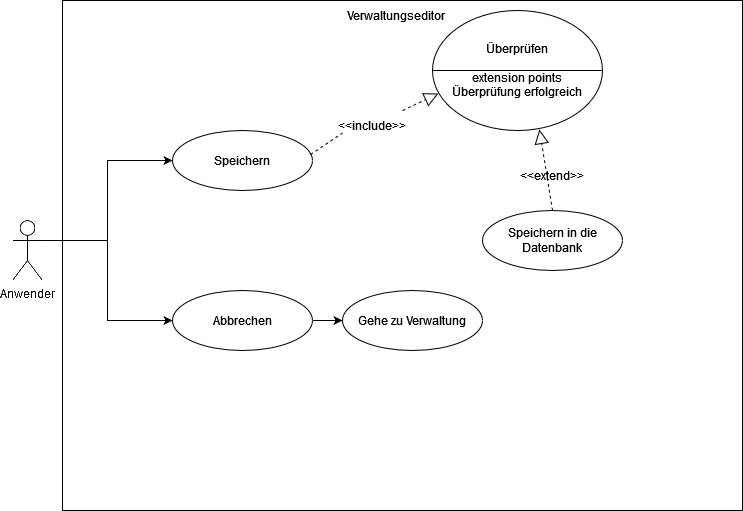 Verwaltungseditor
Überprüfen
extension points
Überprüfung erfolgreich
<<include>>
Speichern
<<extend>>
Speichern in die
Datenbank
Anwender
Abbrechen
Gehe zu Verwaltung